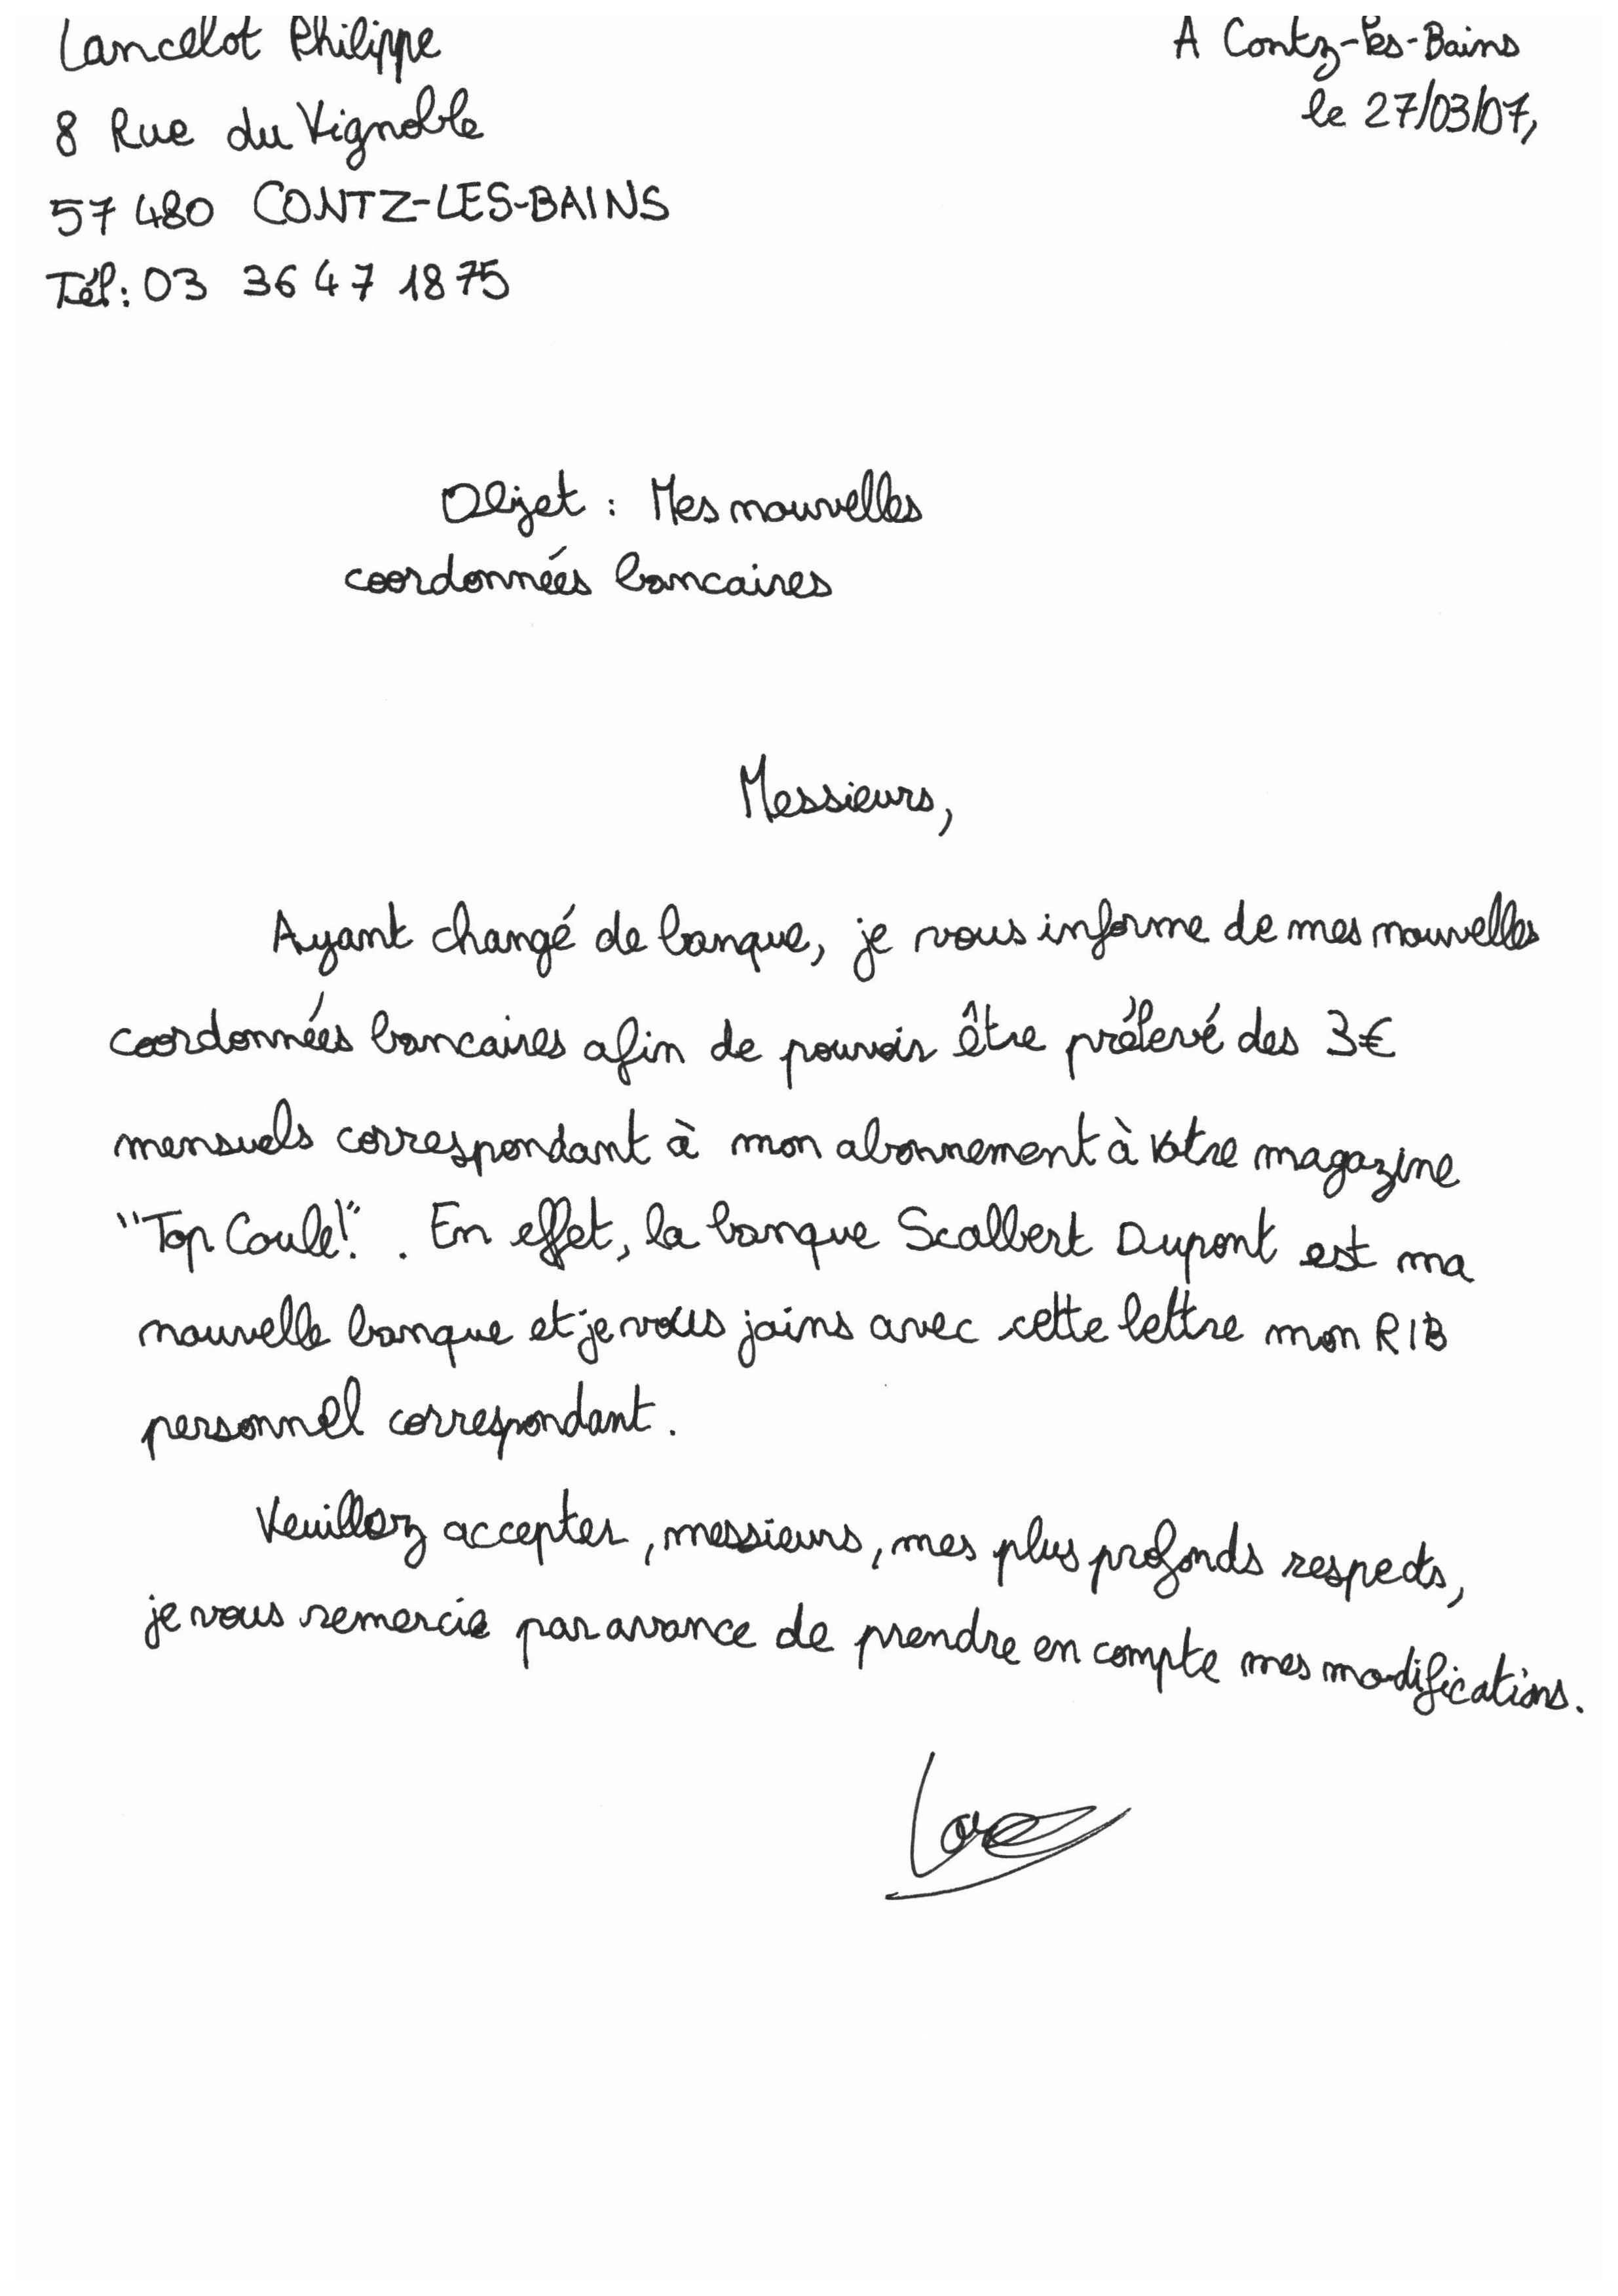 Lancelot Philippe
8 Rue du Vignoble
57 480 CONTZ-LES-BAINS
Tél : 03 36 47 18 75
A Contz-les-Bains
le 27/03/07,
Objet : Mes nouvelles
coordonnées bancaires
Messieurs,
Ayant changé de banque, je vous informe de mes nouvelles
coordonnées bancaires afin de pouvoir être prélevé des 3€
mensuels correspondant à mon abonnement à votre magazine
"Top Coule!". En effet, la banque Scalbert Dupont est ma
nouvelle banque et je vous joins avec cette lettre mon RIB
personnel correspondant.
Veuillez accepter, messieurs, mes plus profonds respects,
je vous remercie par avance de prendre en compte mes modifications.